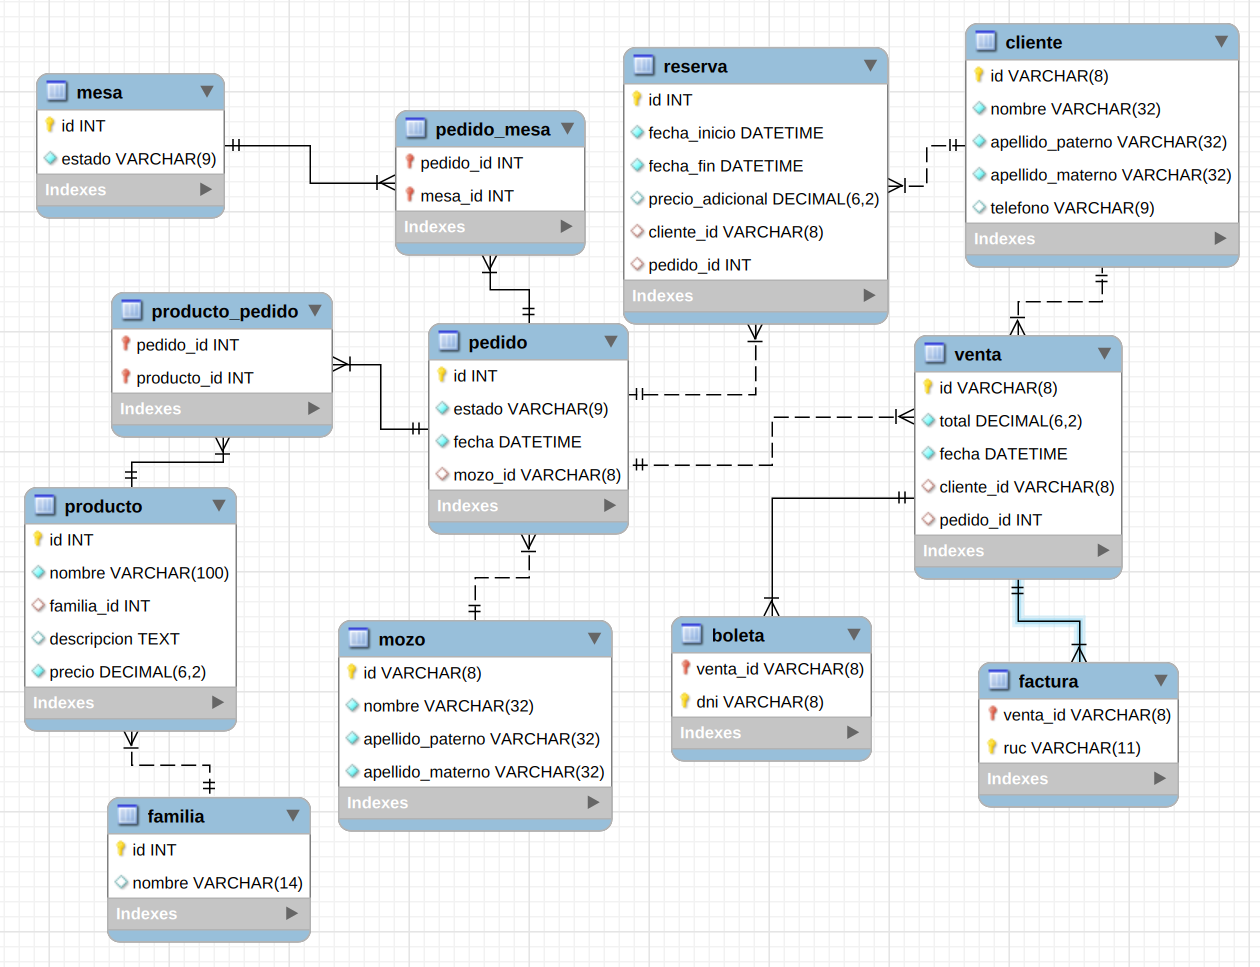 mesa
id INT
estado VARCHAR(9)
Indexes
pedido_mesa
pedido_id INT
mesa_id INT
Indexes
reserva
id INT
fecha_inicio DATETIME
fecha_fin DATETIME
precio_adicional DECIMAL(6,2)
cliente_id VARCHAR(8)
pedido_id INT
Indexes
cliente
id VARCHAR(8)
nombre VARCHAR(32)
apellido_paterno VARCHAR(32)
apellido_materno VARCHAR(32)
telefono VARCHAR(9)
Indexes
producto_pedido
pedido_id INT
producto_id INT
Indexes
pedido
id INT
estado VARCHAR(9)
fecha DATETIME
mozo_id VARCHAR(8)
Indexes
venta
id VARCHAR(8)
total DECIMAL(6,2)
fecha DATETIME
cliente_id VARCHAR(8)
pedido_id INT
Indexes
producto
id INT
nombre VARCHAR(100)
familia_id INT
descripcion TEXT
precio DECIMAL(6,2)
Indexes
mozo
id VARCHAR(8)
nombre VARCHAR(32)
apellido_paterno VARCHAR(32)
apellido_materno VARCHAR(32)
Indexes
boleta
venta_id VARCHAR(8)
dni VARCHAR(8)
Indexes
factura
venta_id VARCHAR(8)
ruc VARCHAR(11)
Indexes
familia
id INT
nombre VARCHAR(14)
Indexes